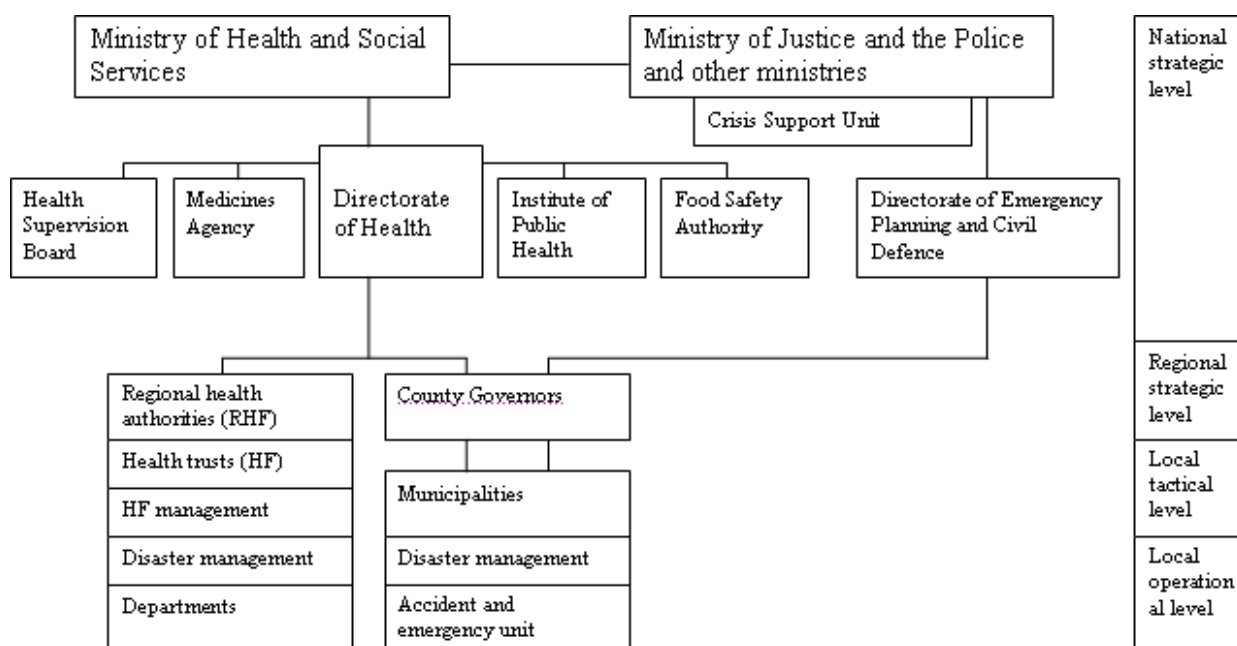 Ministry of Health and Social
Services
Ministry of Justice and the Police
and other ministries
National
strategic
level
Crisis Support Unit
Health
Supervision
Board
Medicines
Agency
Directorate
of Health
Institute of
Public
Health
Food Safety
Authority
Directorate of Emergency
Planning and Civil
Defence
Regional health
authorities (RHF)
County Governors
Regional
strategic
level
Health trusts (HF)
HF management
Municipalities
Local
tactical
level
Disaster management
Disaster management
Departments
Accident and
emergency unit
Local
operation
al level